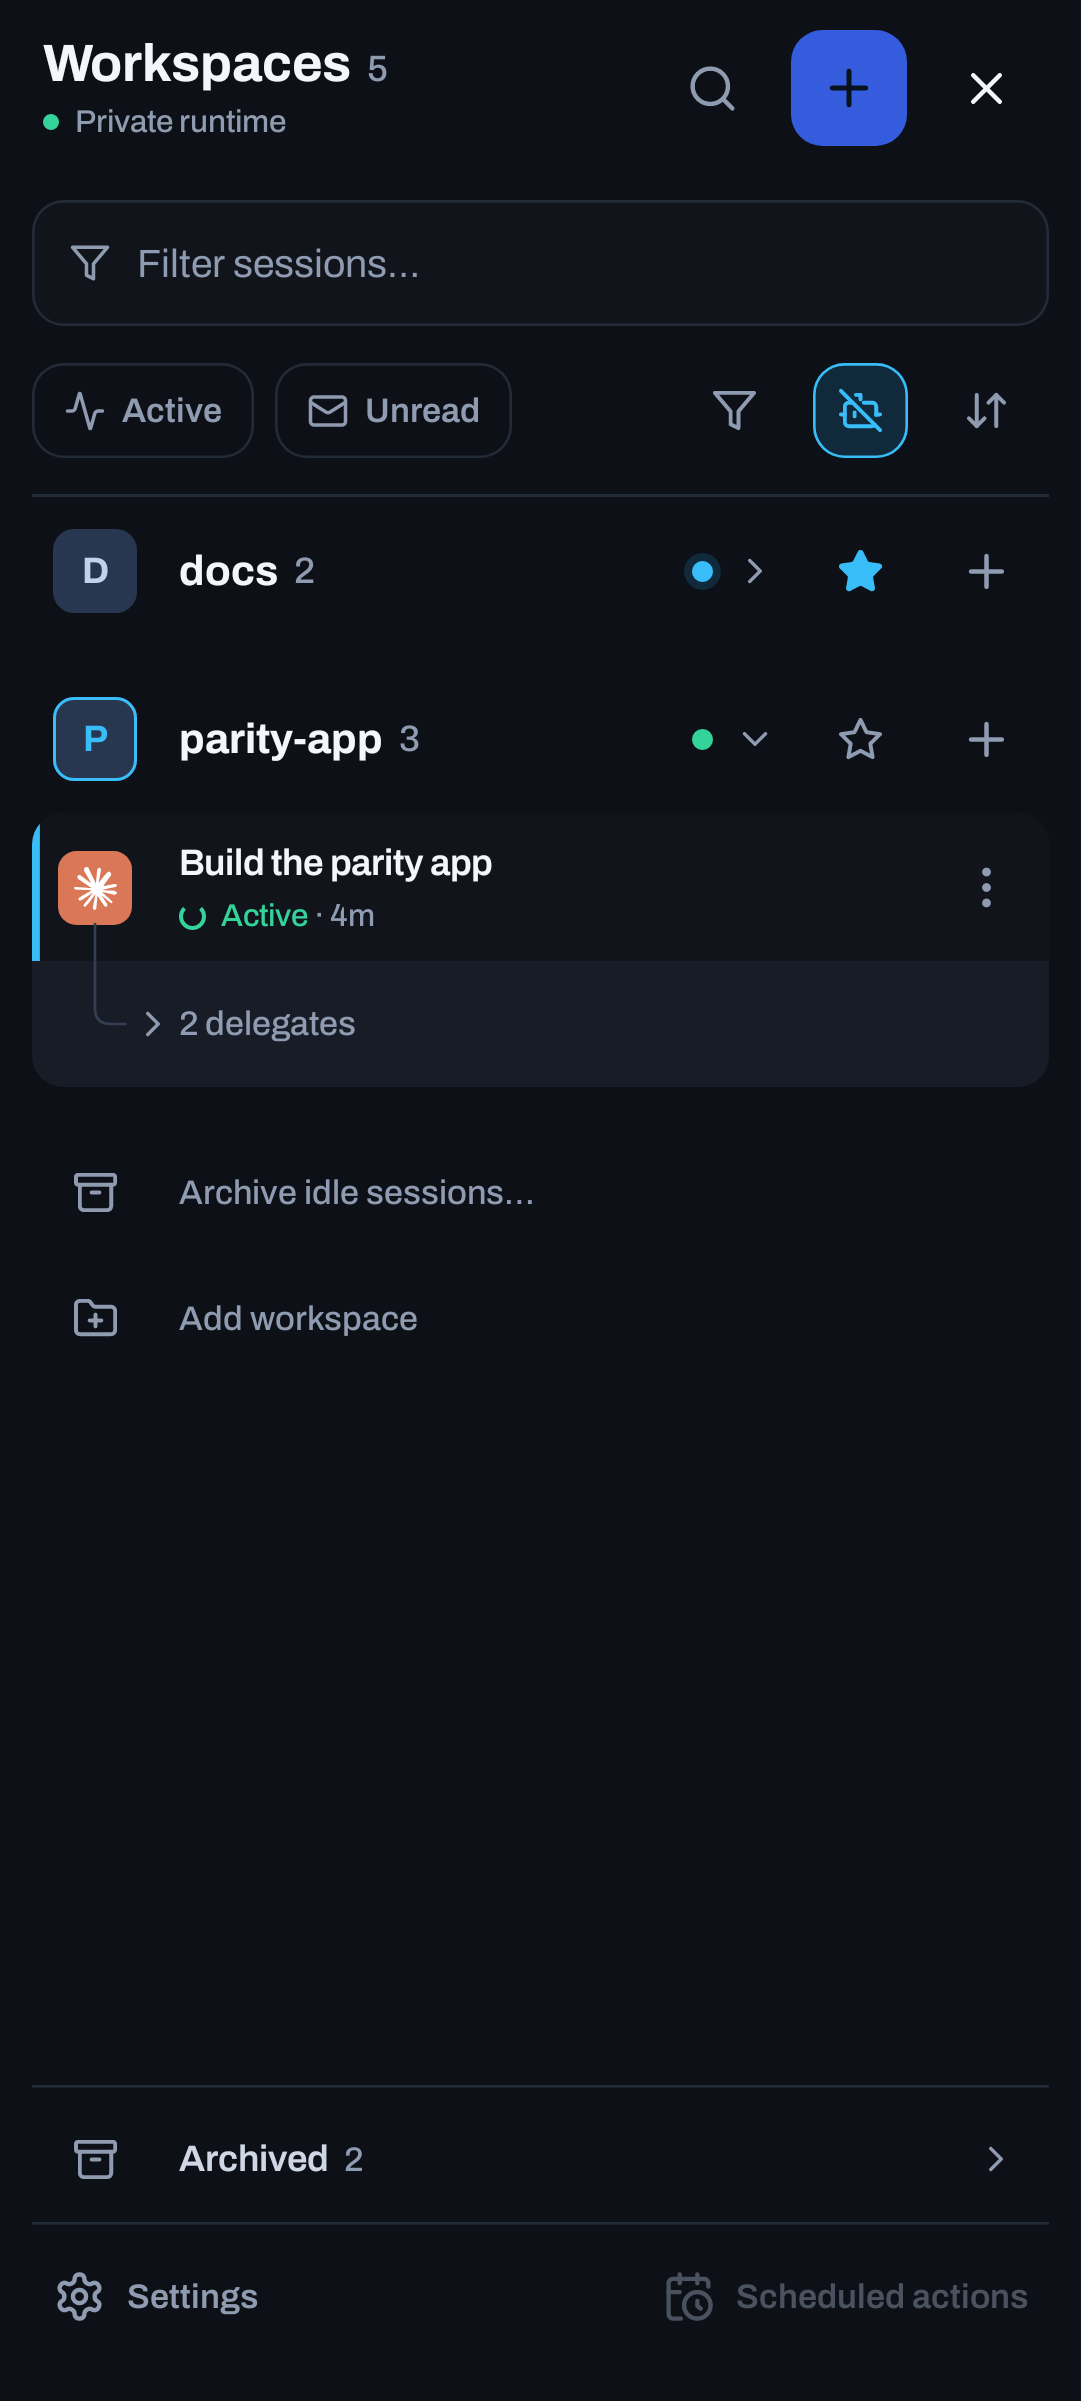 Workspaces 5
Private runtime
Filter sessions...
Active
Unread
D docs 2
P parity-app 3
Build the parity app
Active · 4m
2 delegates
Archive idle sessions...
Add workspace
Archived 2
Settings
Scheduled actions